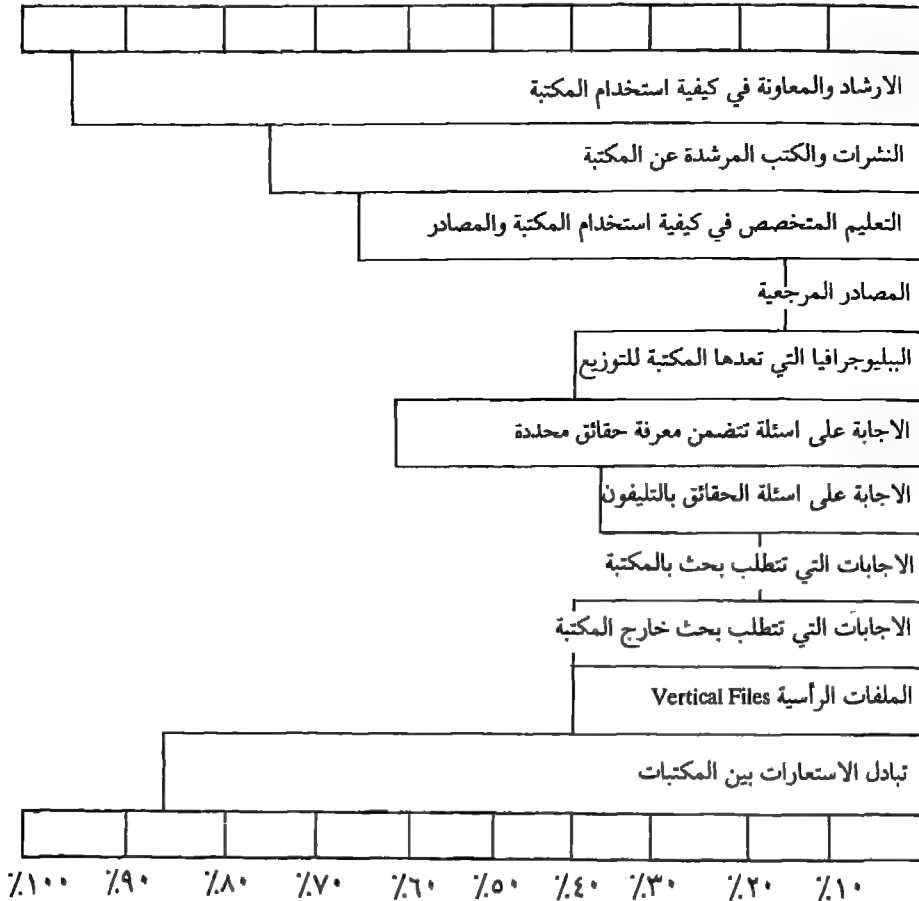 الارشاد والمعاونة في كيفية استخدام المكتبة
النشرات والكتب المرشدة عن المكتبة
التعليم المتخصص في كيفية استخدام المكتبة والمصادر
المصادر المرجعية
الببليوجرافيا التي تعدها المكتبة للتوزيع
الاجابة على اسئلة تتضمن معرفة حقائق محددة
الاجابة على اسئلة الحقائق بالتليفون
الاجابات التي تتطلب بحث بالمكتبة
الاجابات التي تتطلب بحث خارج المكتبة
الملفات الرأسية Vertical Files
تبادل الاستعارات بين المكتبات
٪١٠ ٪٢٠ ٪٣٠ ٪٤٠ ٪٥٠ ٪٦٠ ٪٧٠ ٪٨٠ ٪٩٠ ٪١٠٠